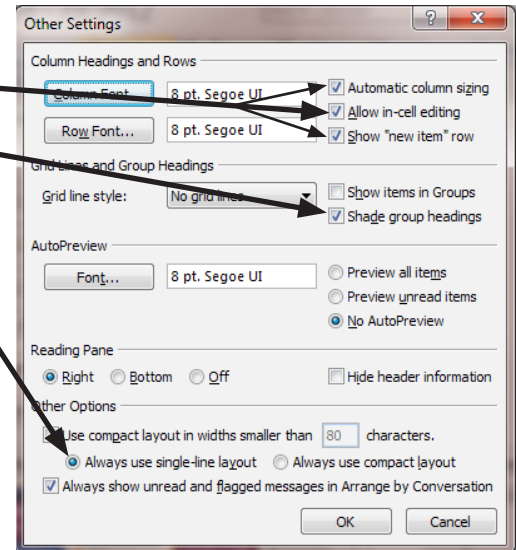 Other Settings
Column Headings and Rows
Column Font... 8 pt. Segoe UI Automatic column sizing
Allow in-cell editing
Row Font... 8 pt. Segoe UI Show "new item" row
Grid Lines and Group Headings
Grid line style: No grid lines Show items in Groups
Shade group headings
AutoPreview
Font... 8 pt. Segoe UI Preview all items
Preview unread items
No AutoPreview
Reading Pane
Right Bottom Off Hide header information
Other Options
Use compact layout in widths smaller than 80 characters.
Always use single-line layout Always use compact layout
Always show unread and flagged messages in Arrange by Conversation
OK Cancel